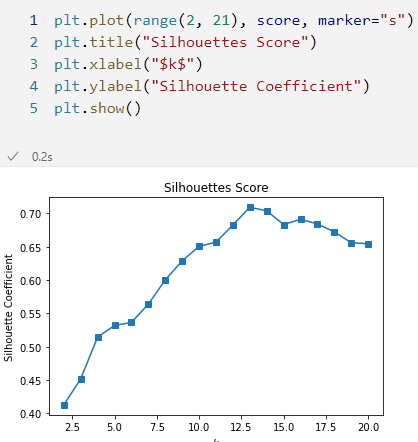 1 plt.plot(range(2, 21), score, marker="s")
2 plt.title("Silhouettes Score")
3 plt.xlabel("$k$")
4 plt.ylabel("Silhouette Coefficient")
5 plt.show()
0.2s
Silhouettes Score
Silhouette Coefficient
0.70
0.65
0.60
0.55
0.50
0.45
0.40
2.5 5.0 7.5 10.0 12.5 15.0 17.5 20.0